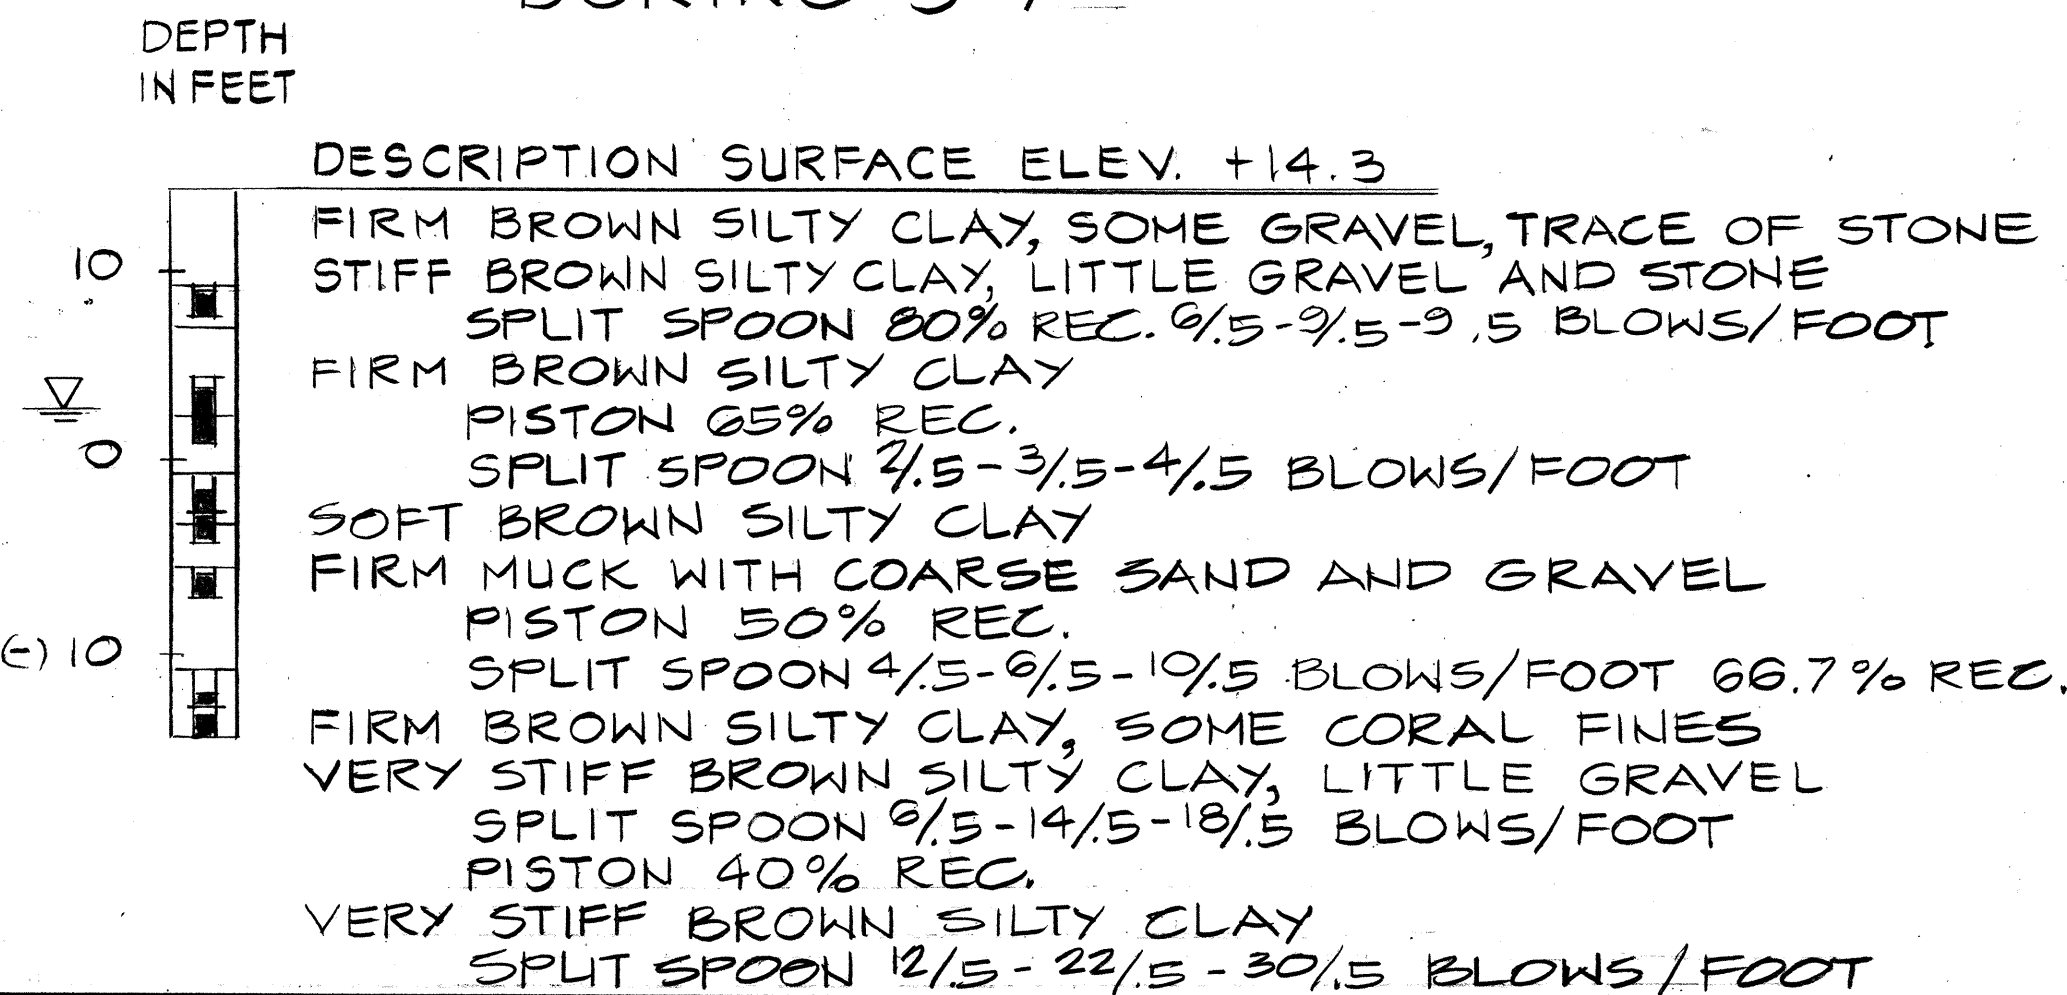 DEPTH
IN FEET
DESCRIPTION SURFACE ELEV. +14.3
FIRM BROWN SILTY CLAY, SOME GRAVEL, TRACE OF STONE
10
STIFF BROWN SILTY CLAY, LITTLE GRAVEL AND STONE
SPLIT SPOON 80% REC. 6/.5-9/.5-9 .5 BLOWS/FOOT
FIRM BROWN SILTY CLAY
PISTON 65% REC.
0
SPLIT SPOON 2/.5-3/.5-4/.5 BLOWS/FOOT
SOFT BROWN SILTY CLAY
FIRM MUCK WITH COARSE SAND AND GRAVEL
PISTON 50% REC.
(-) 10
SPLIT SPOON 4/.5-6/.5-10/.5 BLOWS/FOOT 66.7% REC.
FIRM BROWN SILTY CLAY, SOME CORAL FINES
VERY STIFF BROWN SILTY CLAY, LITTLE GRAVEL
SPLIT SPOON 6/.5-14/.5-18/.5 BLOWS/FOOT
PISTON 40% REC.
VERY STIFF BROWN SILTY CLAY
SPLIT SPOON 12/.5 - 22/.5 - 30/.5 BLOWS/FOOT